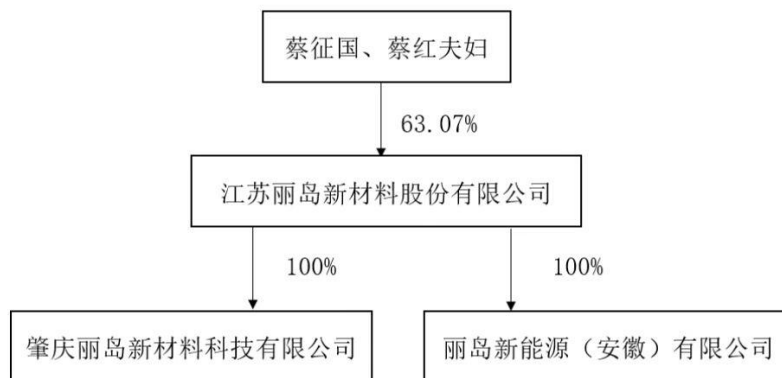 蔡征国、蔡红夫妇
63.07%
江苏丽岛新材料股份有限公司
100%
100%
肇庆丽岛新材料科技有限公司
丽岛新能源（安徽）有限公司